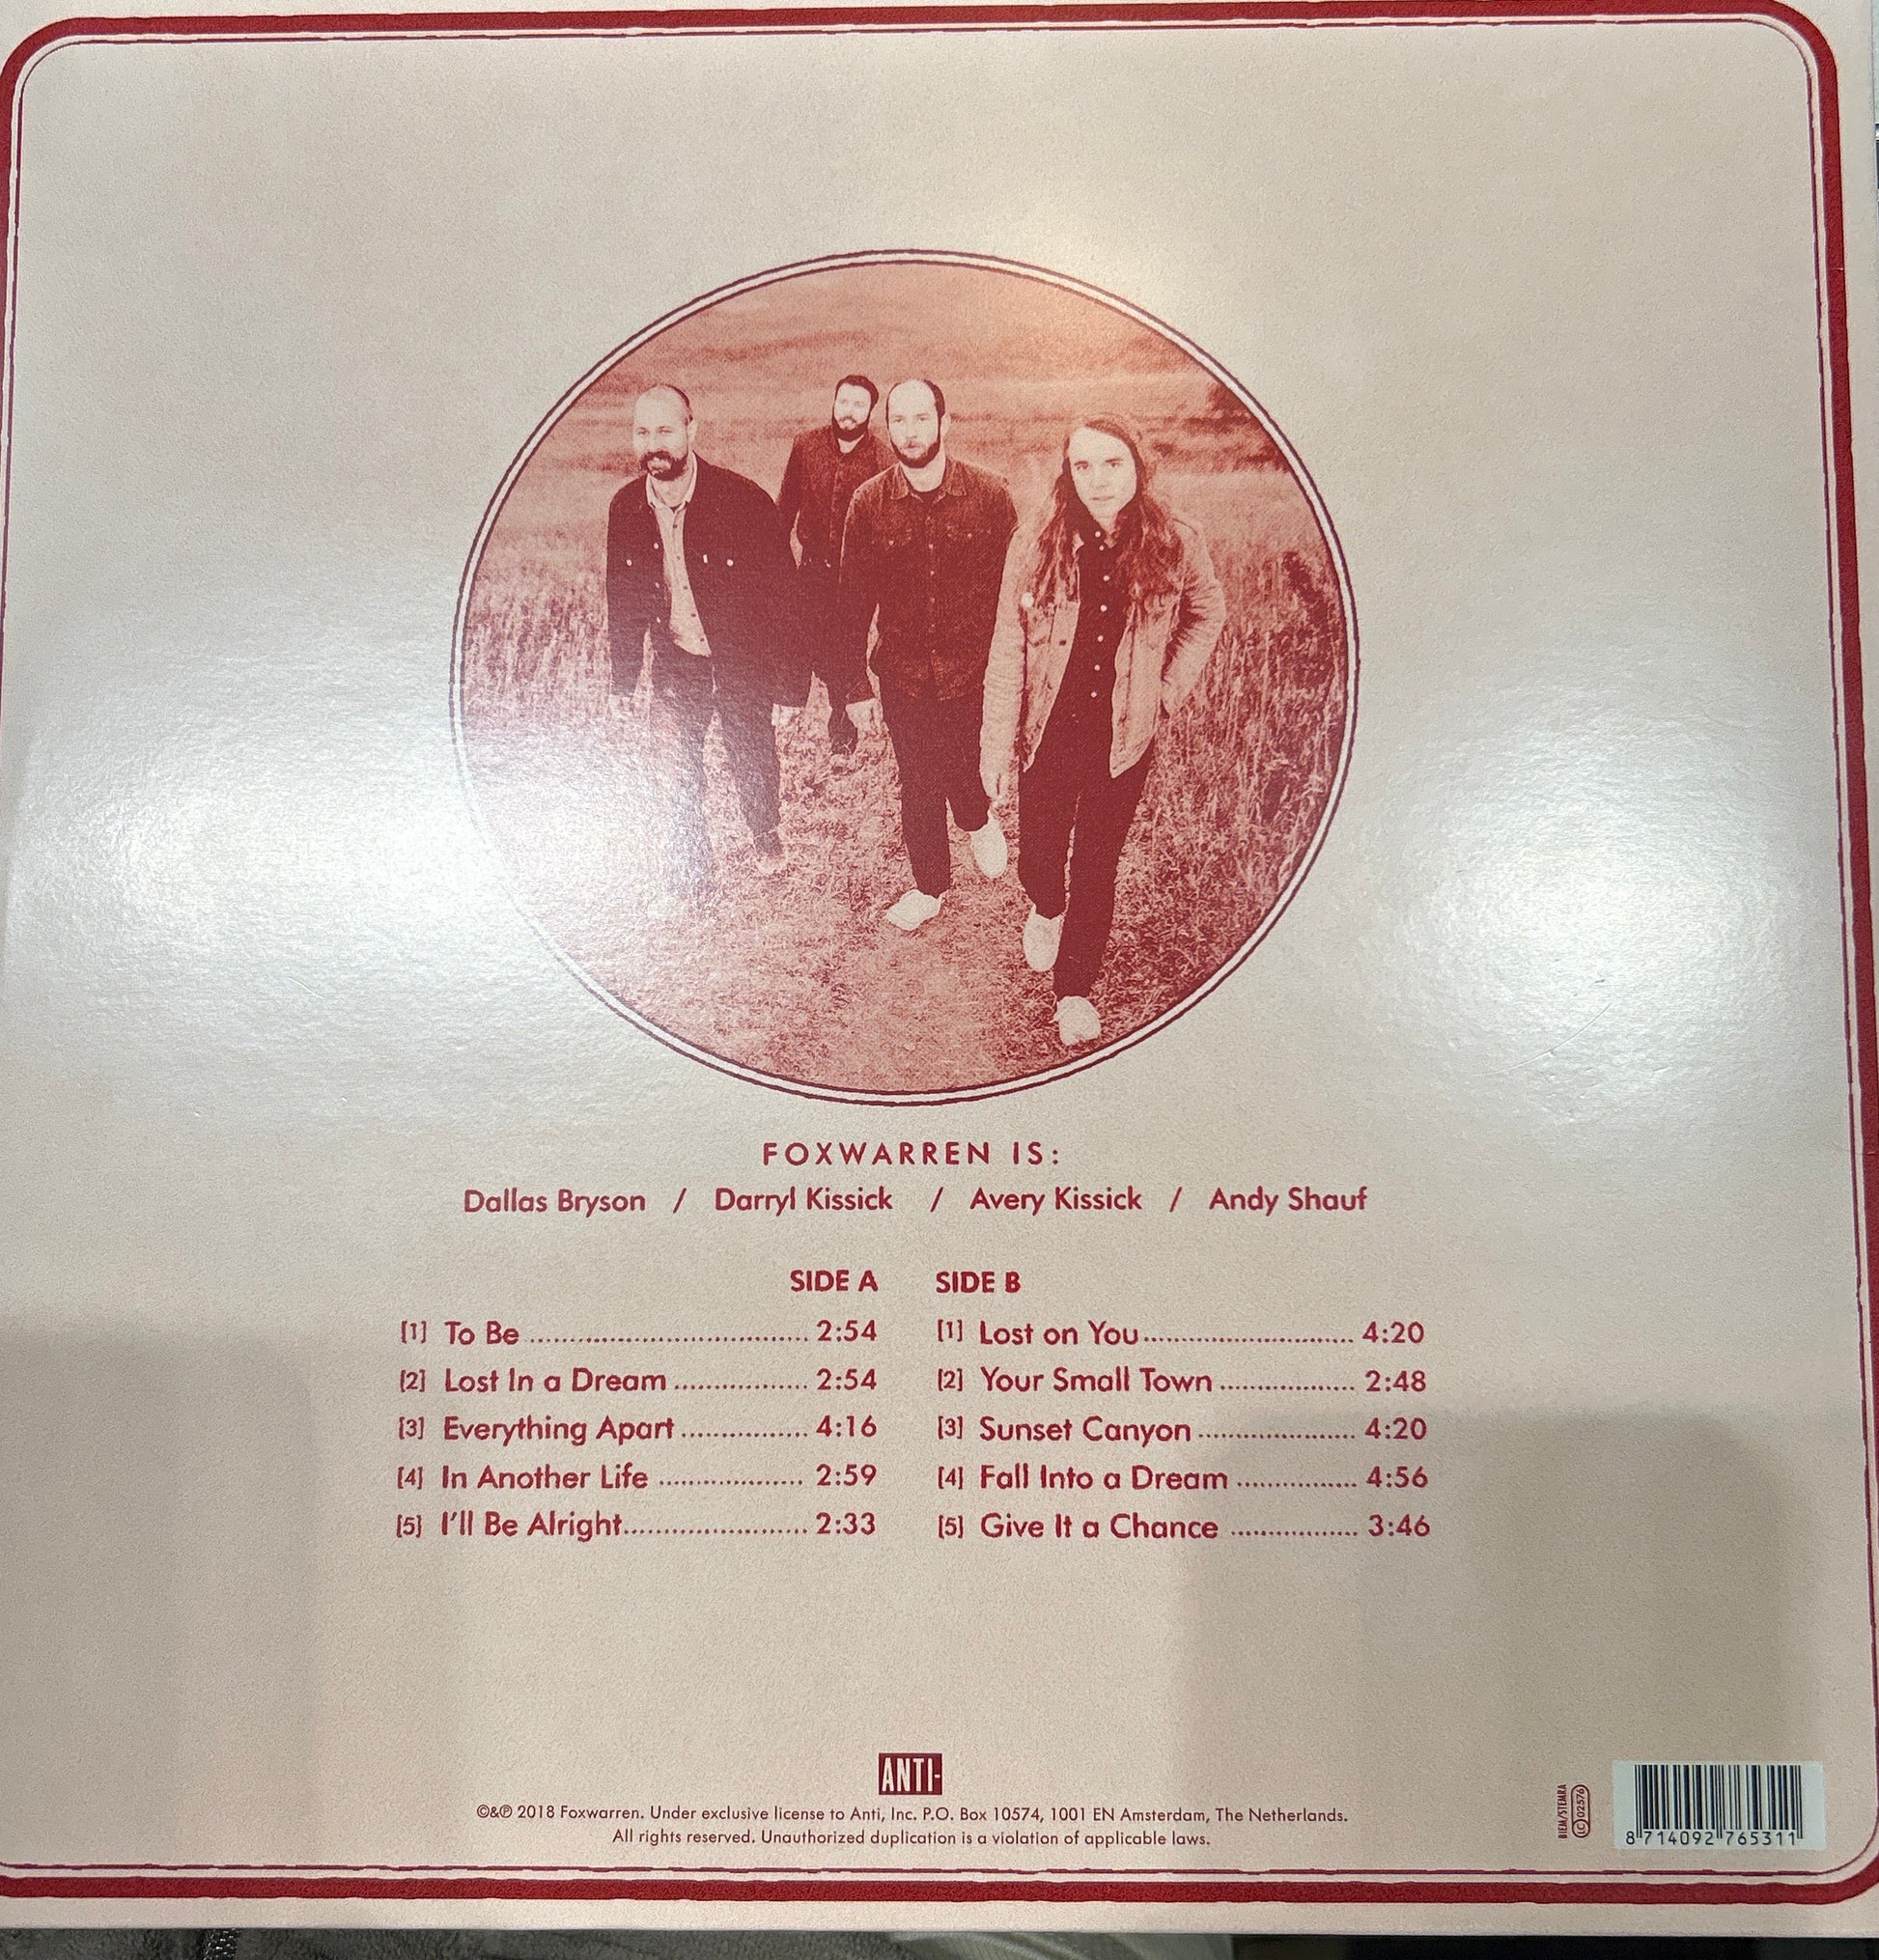 FOXWARREN IS:
Dallas Bryson / Darryl Kissick / Avery Kissick / Andy Shauf
SIDE A
[1] To Be ................................... 2:54
[2] Lost In a Dream ................. 2:54
[3] Everything Apart ................ 4:16
[4] In Another Life .................. 2:59
[5] I'll Be Alright....................... 2:33
SIDE B
[1] Lost on You.......................... 4:20
[2] Your Small Town ................. 2:48
[3] Sunset Canyon .................... 4:20
[4] Fall Into a Dream ............... 4:56
[5] Give It a Chance ................ 3:46
ANTI-
©&℗ 2018 Foxwarren. Under exclusive license to Anti, Inc. P.O. Box 10574, 1001 EN Amsterdam, The Netherlands.
All rights reserved. Unauthorized duplication is a violation of applicable laws.
BIEM/STEMRA
(LC)02576
8 714092 765311